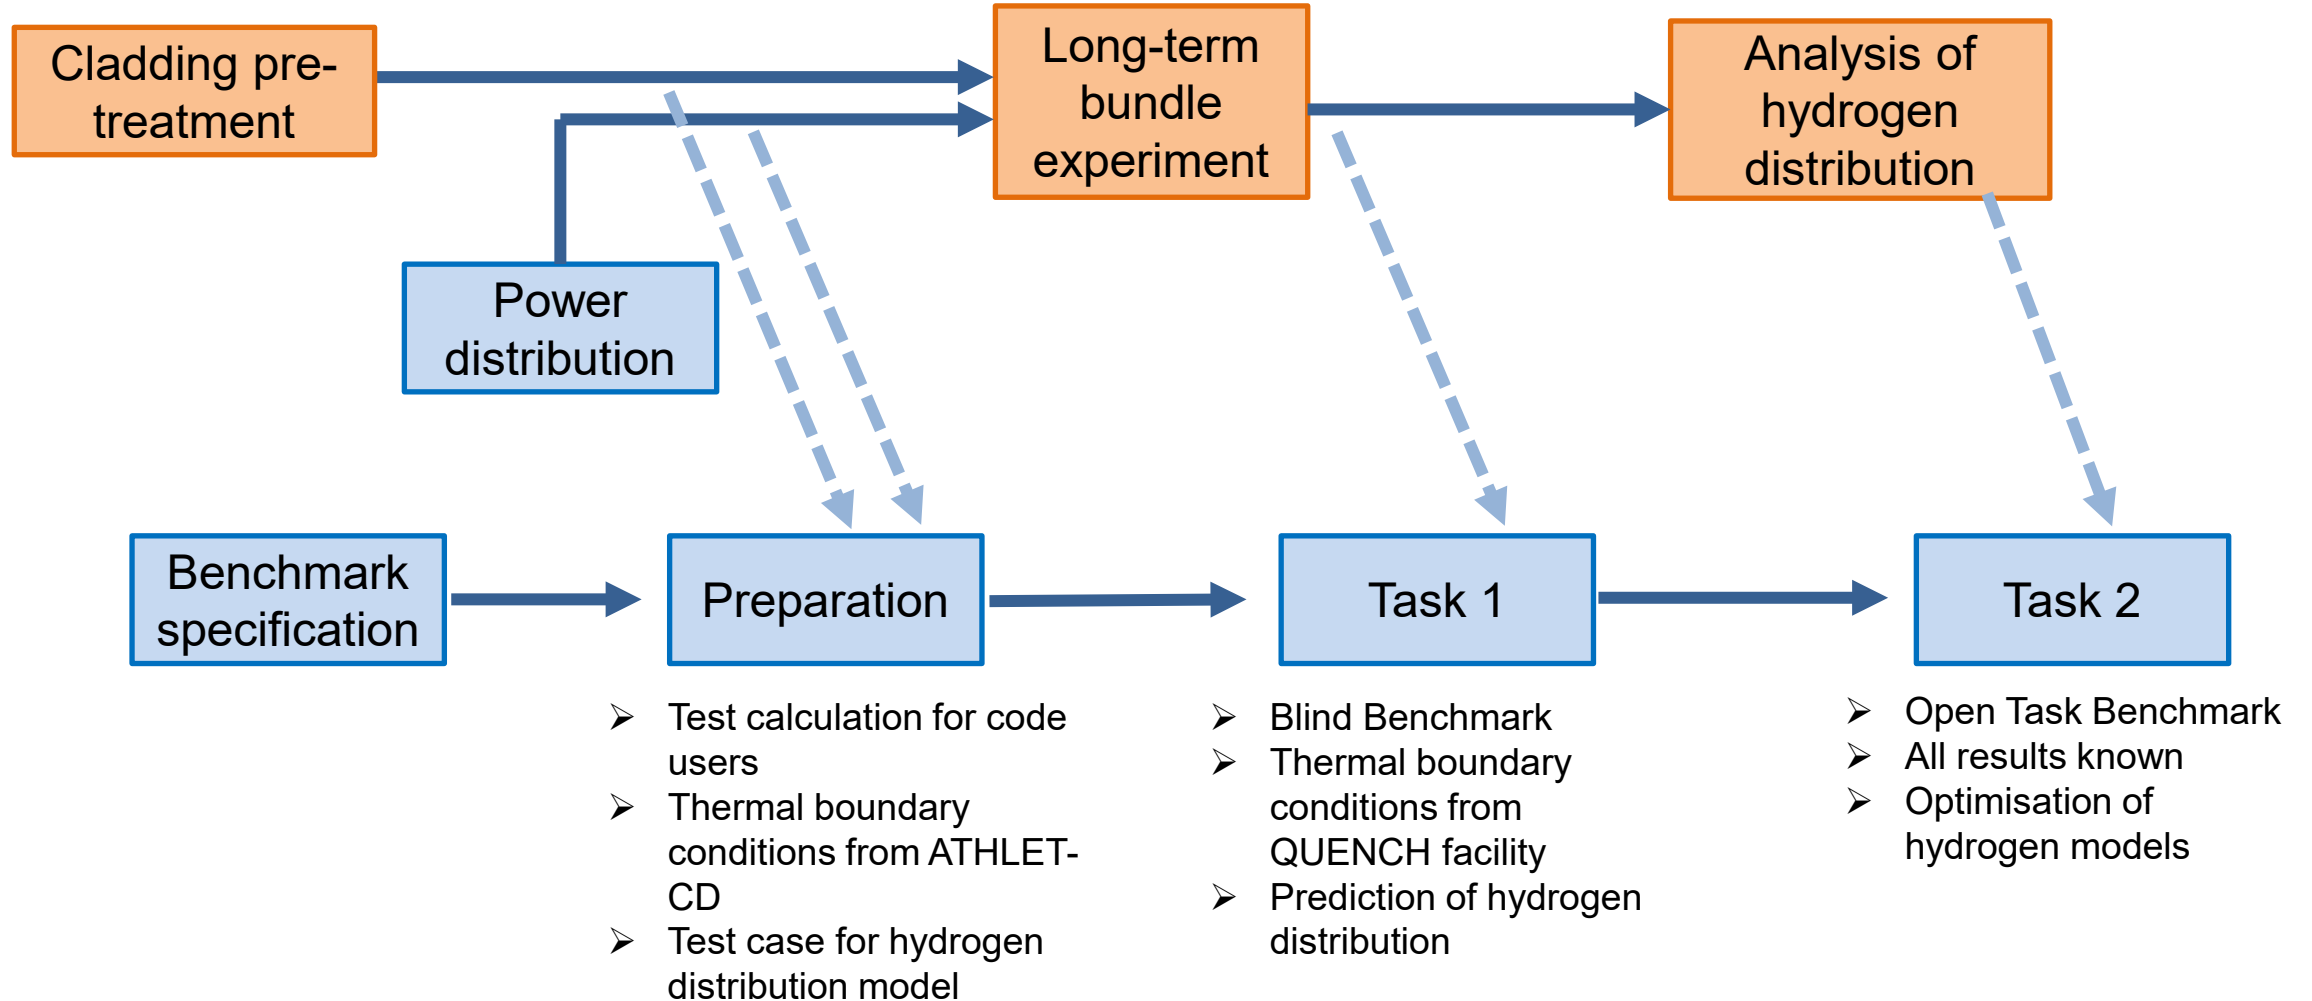 Cladding pre-
treatment
Long-term
bundle
experiment
Analysis of
hydrogen
distribution
Power
distribution
Benchmark
specification
Preparation
Task 1
Task 2
➢ Test calculation for code
users
➢ Thermal boundary
conditions from ATHLET-
CD
➢ Test case for hydrogen
distribution model
➢ Blind Benchmark
➢ Thermal boundary
conditions from
QUENCH facility
➢ Prediction of hydrogen
distribution
➢ Open Task Benchmark
➢ All results known
➢ Optimisation of
hydrogen models